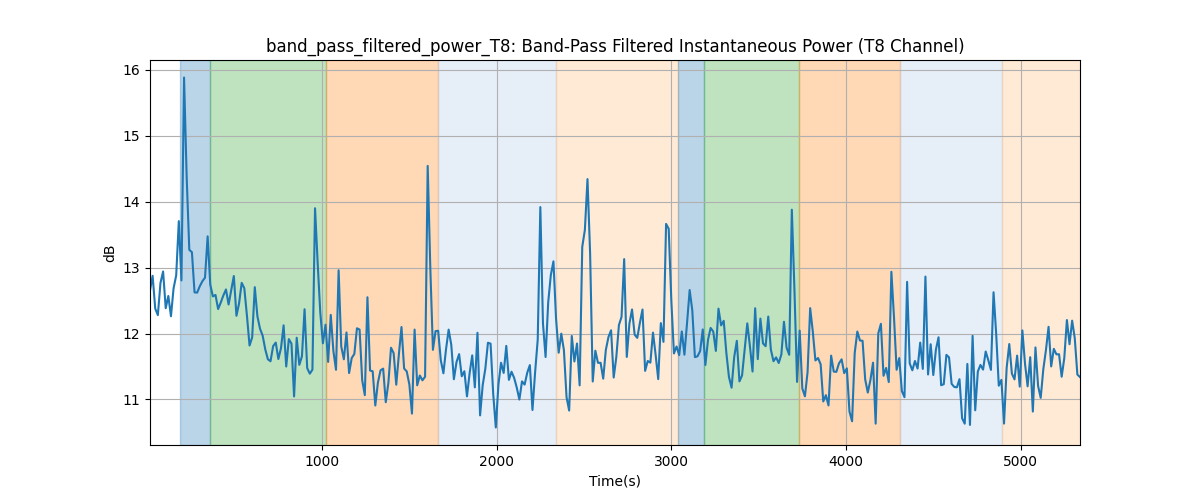 band_pass_filtered_power_T8: Band-Pass Filtered Instantaneous Power (T8 Channel)
16
15
14
13
12
11
dB
1000 2000 3000 4000 5000
Time(s)